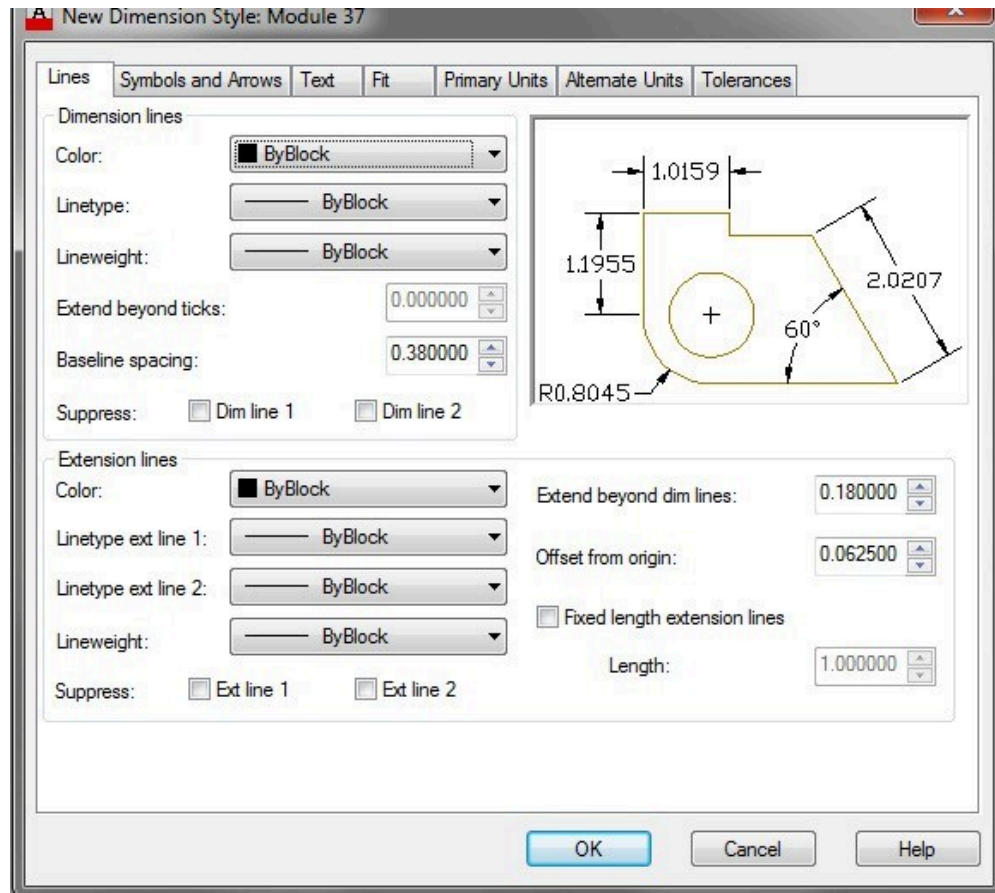 New Dimension Style: Module 37
Lines Symbols and Arrows Text Fit Primary Units Alternate Units Tolerances
Dimension lines
Color: ByBlock
Linetype: ByBlock
Lineweight: ByBlock
Extend beyond ticks: 0.000000
Baseline spacing: 0.380000
Suppress: Dim line 1 Dim line 2
1.0159
1.1955
2.0207
60°
R0.8045
Extension lines
Color: ByBlock
Linetype ext line 1: ByBlock
Linetype ext line 2: ByBlock
Lineweight: ByBlock
Suppress: Ext line 1 Ext line 2
Extend beyond dim lines: 0.180000
Offset from origin: 0.062500
Fixed length extension lines
Length: 1.000000
OK Cancel Help